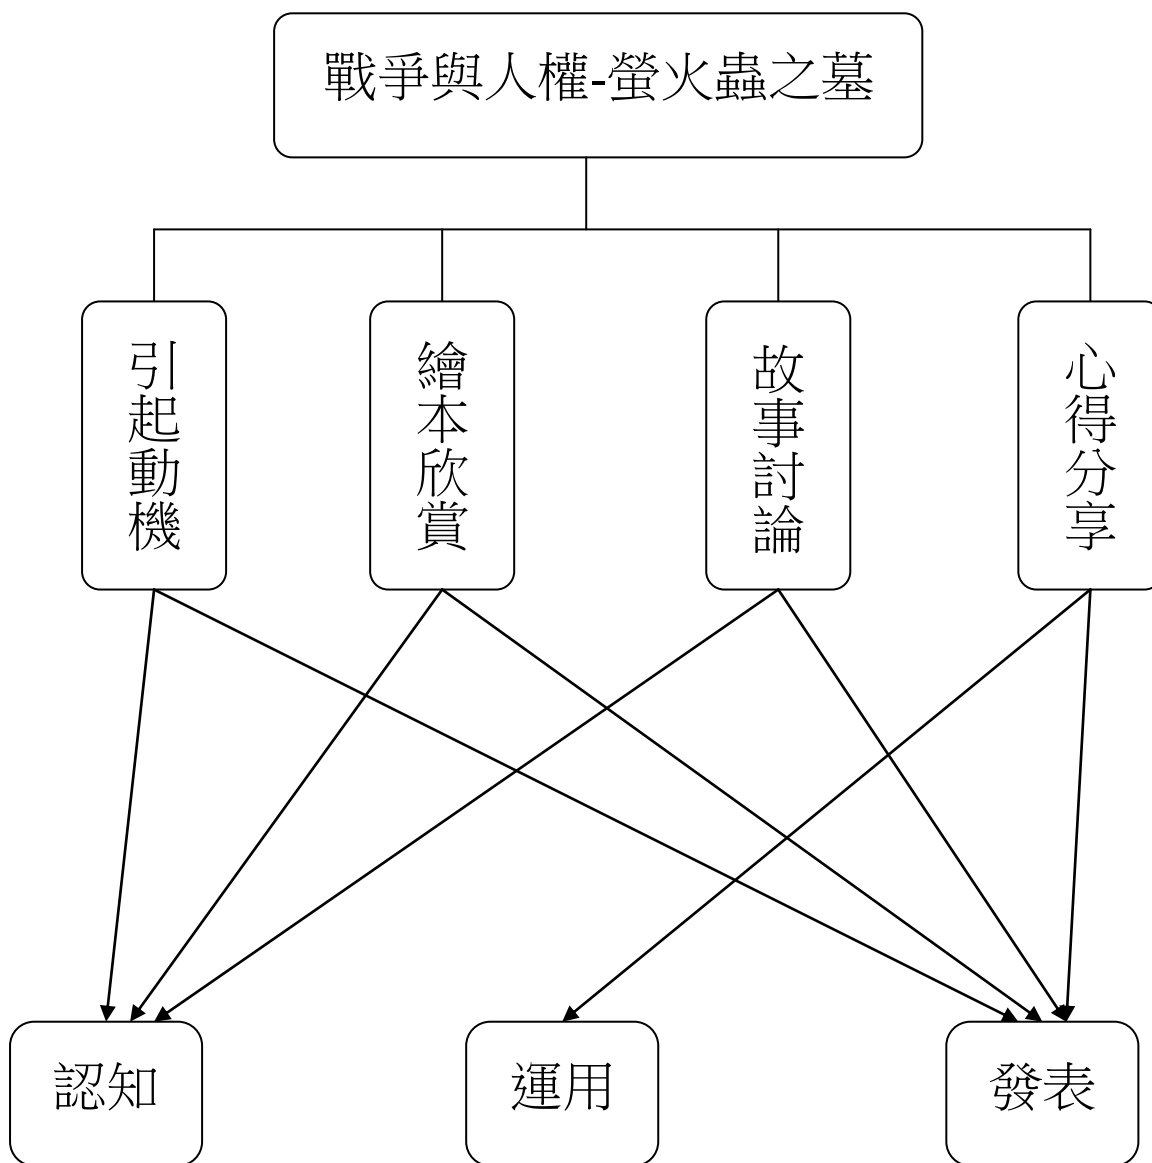 戰爭與人權-螢火蟲之墓
引起動機
繪本欣賞
故事討論
心得分享
認知
運用
發表